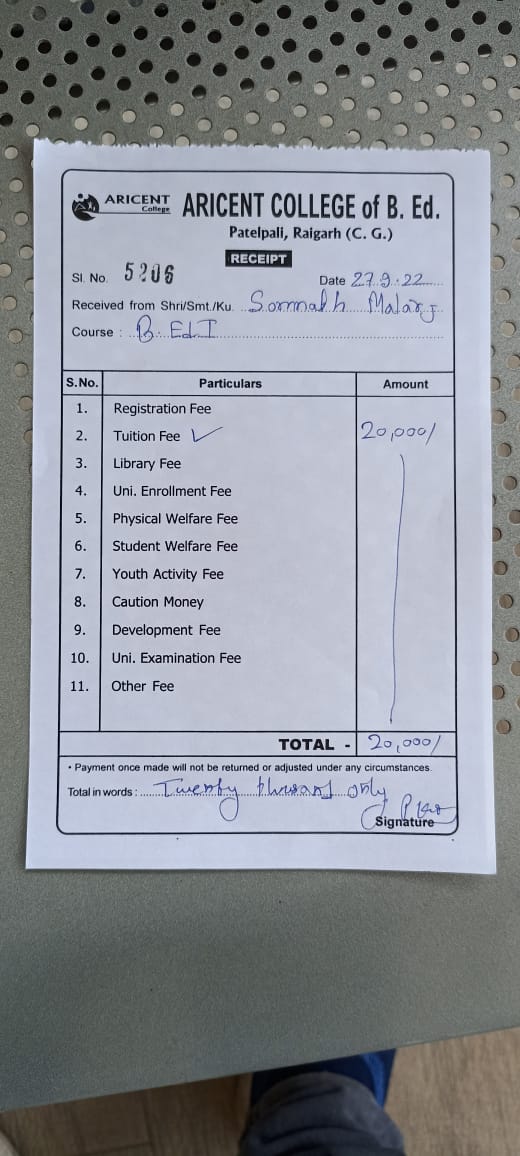 ARICENT College ARICENT COLLEGE of B. Ed.
Patelpali, Raigarh (C. G.)
RECEIPT
Sl. No. 5206 Date 27.9.22
Received from Shri/Smt./Ku. Somnath
Course : B.Ed I
S.No. Particulars Amount
1. Registration Fee
2. Tuition Fee ✓ 20,000/
3. Library Fee
4. Uni. Enrollment Fee
5. Physical Welfare Fee
6. Student Welfare Fee
7. Youth Activity Fee
8. Caution Money
9. Development Fee
10. Uni. Examination Fee
11. Other Fee
TOTAL - 20,000/
• Payment once made will not be returned or adjusted under any circumstances.
Total in words : Twenty thousand only
Signature